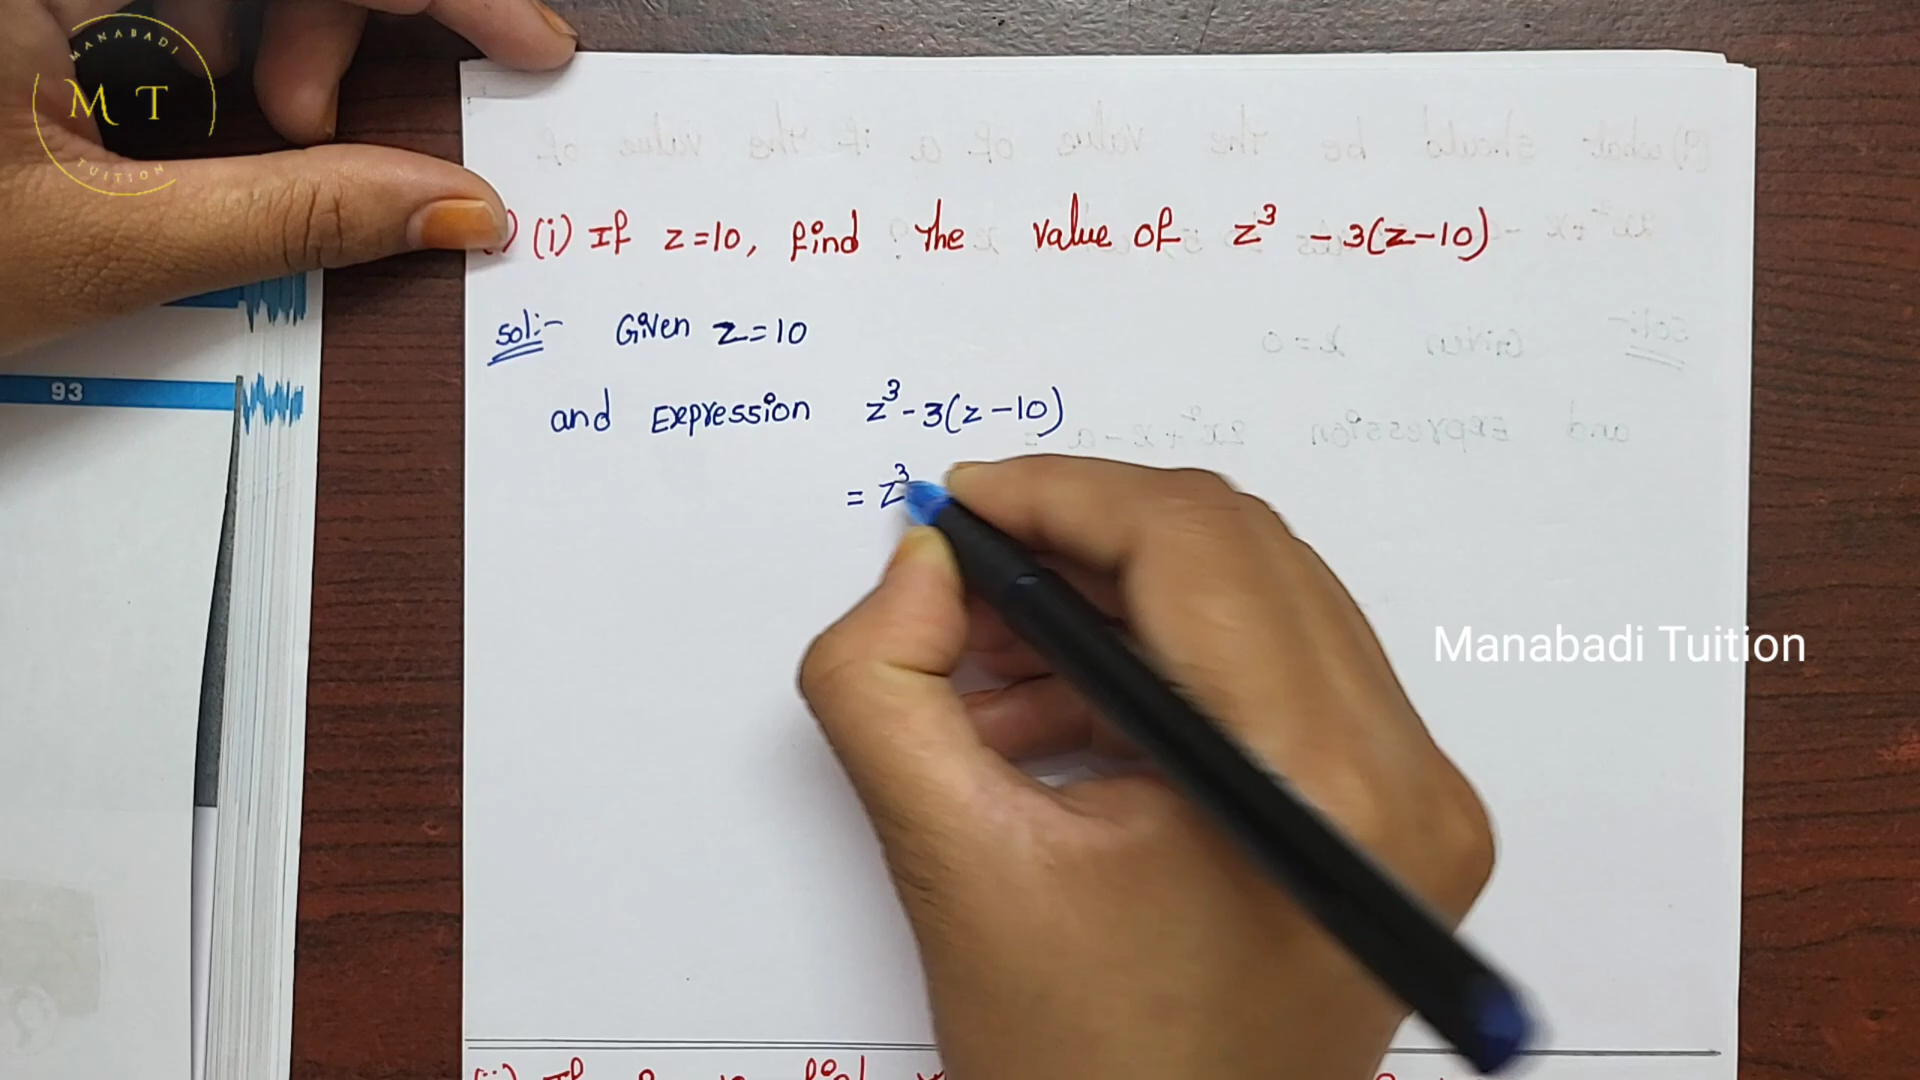 MANABADI
M T
TUITION
) (i) If z=10, find the value of z³ - 3(z-10)
Sol:- Given z=10
and Expression z³-3(z-10)
= z³
93
Manabadi Tuition